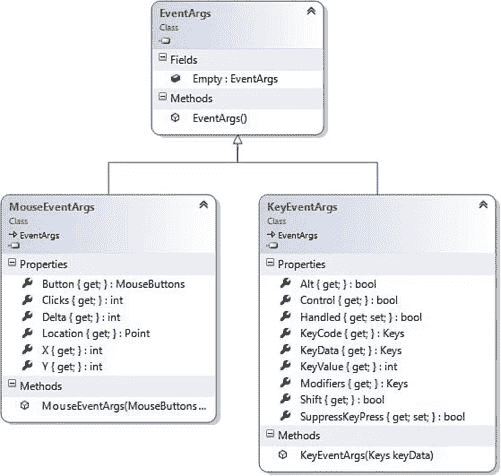 EventArgs
Class
Fields
Empty : EventArgs
Methods
EventArgs()
MouseEventArgs
Class
EventArgs
Properties
Button { get; } : MouseButtons
Clicks { get; } : int
Delta { get; } : int
Location { get; } : Point
X { get; } : int
Y { get; } : int
Methods
MouseEventArgs(MouseButtons ...
KeyEventArgs
Class
EventArgs
Properties
Alt { get; } : bool
Control { get; } : bool
Handled { get; set; } : bool
KeyCode { get; } : Keys
KeyData { get; } : Keys
KeyValue { get; } : int
Modifiers { get; } : Keys
Shift { get; } : bool
SuppressKeyPress { get; set; } : bool
Methods
KeyEventArgs(Keys keyData)